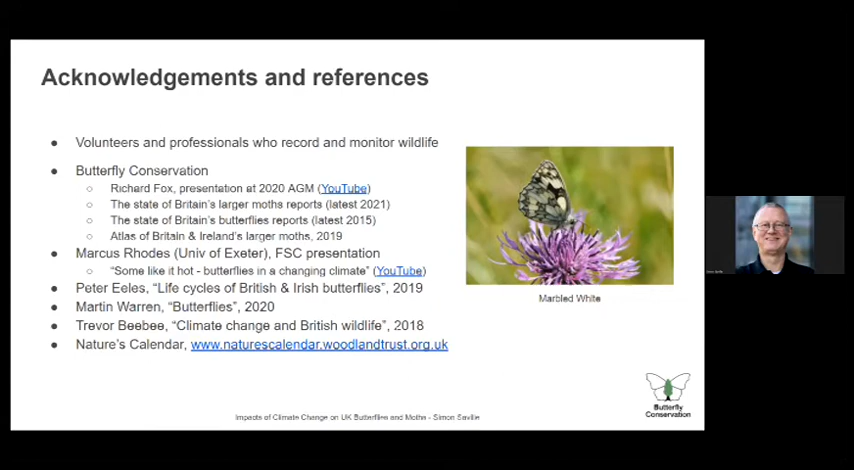 Acknowledgements and references
● Volunteers and professionals who record and monitor wildlife
● Butterfly Conservation
○ Richard Fox, presentation at 2020 AGM (YouTube)
○ The state of Britain's larger moths reports (latest 2021)
○ The state of Britain's butterflies reports (latest 2015)
○ Atlas of Britain & Ireland's larger moths, 2019
● Marcus Rhodes (Univ of Exeter), FSC presentation
○ "Some like it hot - butterflies in a changing climate" (YouTube)
● Peter Eeles, "Life cycles of British & Irish butterflies", 2019
● Martin Warren, "Butterflies", 2020
● Trevor Beebee, "Climate change and British wildlife", 2018
● Nature's Calendar, www.naturescalendar.woodlandtrust.org.uk
Marbled White
Butterfly
Conservation
Impacts of Climate Change on UK Butterflies and Moths - Simon Saville